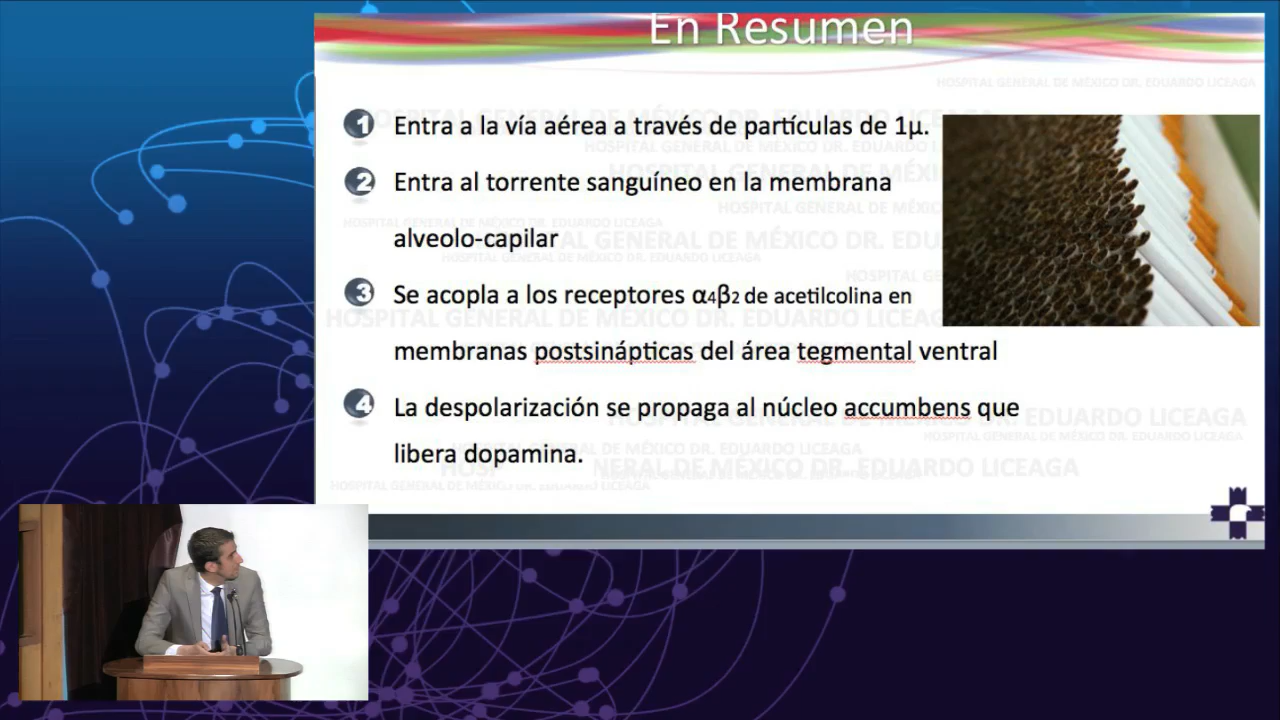 En Resumen
HOSPITAL GENERAL DE MÉXICO DR. EDUARDO LICEAGA
1 Entra a la vía aérea a través de partículas de 1µ.
2 Entra al torrente sanguíneo en la membrana
alveolo-capilar
3 Se acopla a los receptores α4β2 de acetilcolina en
membranas postsinápticas del área tegmental ventral
4 La despolarización se propaga al núcleo accumbens que
libera dopamina.